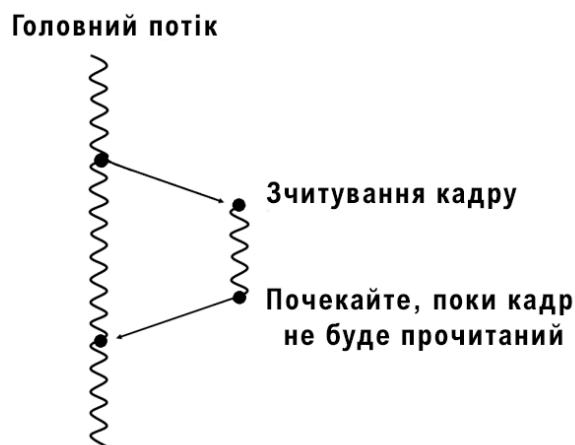 Головний потік
Зчитування кадру
Почекайте, поки кадр
не буде прочитаний